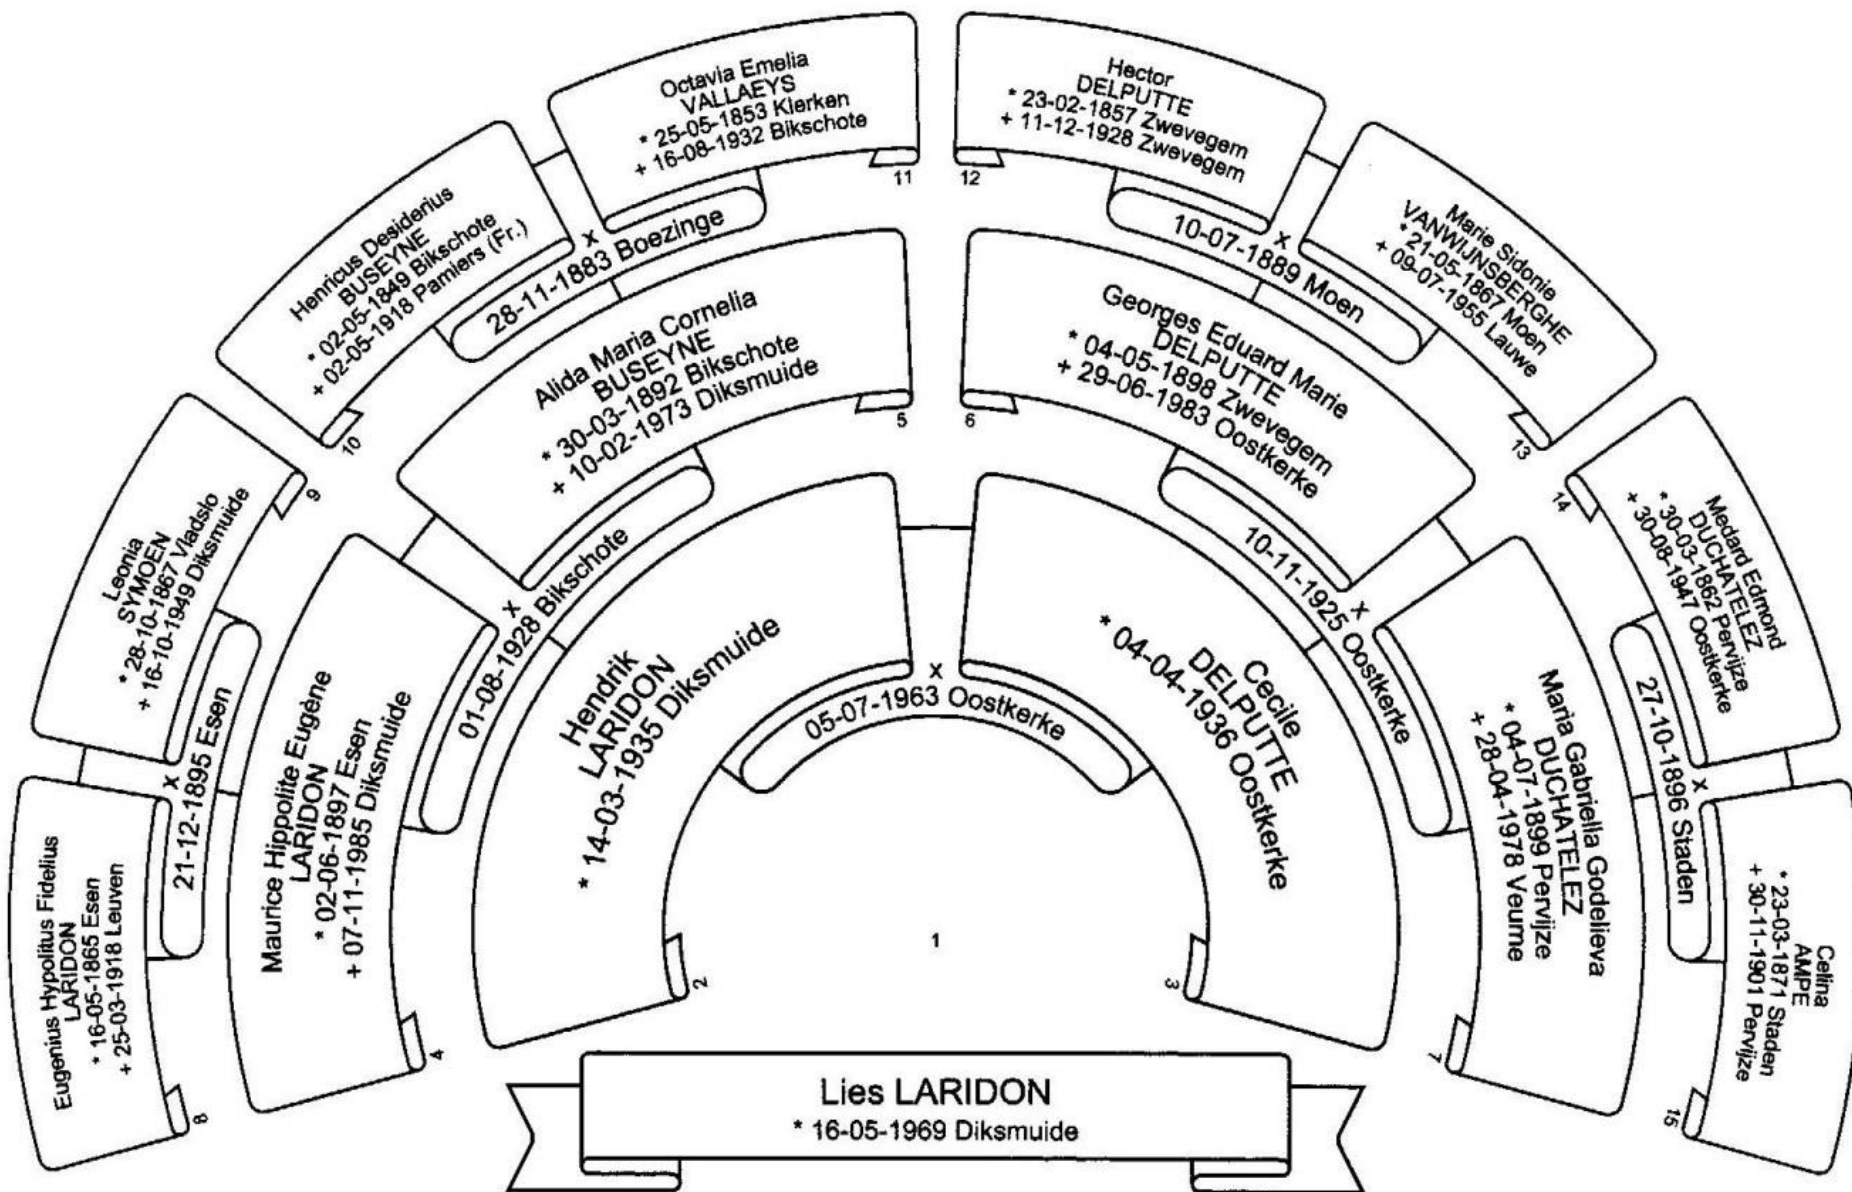 Octavia Emelia
VALLAEYS
* 25-05-1853 Klerken
+ 16-08-1932 Bikschote
11
Hector
DELPUTTE
* 23-02-1857 Zwevegem
+ 11-12-1928 Zwevegem
12
Henricus Desiderius
BUSEYNE
* 02-05-1849 Bikschote
+ 02-05-1918 Pamiers (Fr.)
10
x
28-11-1883 Boezinge
x
10-07-1889 Moen
Marie Sidonie
VANWIJNSBERGHE
* 21-05-1867 Moen
+ 09-07-1955 Lauwe
13
Alida Maria Cornelia
BUSEYNE
* 30-03-1892 Bikschote
+ 10-02-1973 Diksmuide
5
Georges Eduard Marie
DELPUTTE
* 04-05-1898 Zwevegem
+ 29-06-1983 Oostkerke
6
Leonia
SYMOEN
* 28-10-1867 Vladslo
+ 16-10-1949 Diksmuide
9
Medard Edmond
DUCHATELEZ
* 30-03-1862 Pervijze
+ 30-08-1947 Oostkerke
14
x
01-08-1928 Bikschote
x
10-11-1925 Oostkerke
x
21-12-1895 Esen
x
27-10-1896 Staden
Maurice Hippolite Eugène
LARIDON
* 02-06-1897 Esen
+ 07-11-1985 Diksmuide
4
Hendrik
LARIDON
* 14-03-1935 Diksmuide
2
x
05-07-1963 Oostkerke
Cecile
DELPUTTE
* 04-04-1936 Oostkerke
3
Maria Gabriella Godelieva
DUCHATELEZ
* 04-07-1899 Pervijze
+ 28-04-1978 Veurne
7
Eugenius Hypolitus Fidelius
LARIDON
* 16-05-1865 Esen
+ 25-03-1918 Leuven
8
Celina
AMPE
* 23-03-1871 Staden
+ 30-11-1901 Pervijze
15
1
Lies LARIDON
* 16-05-1969 Diksmuide